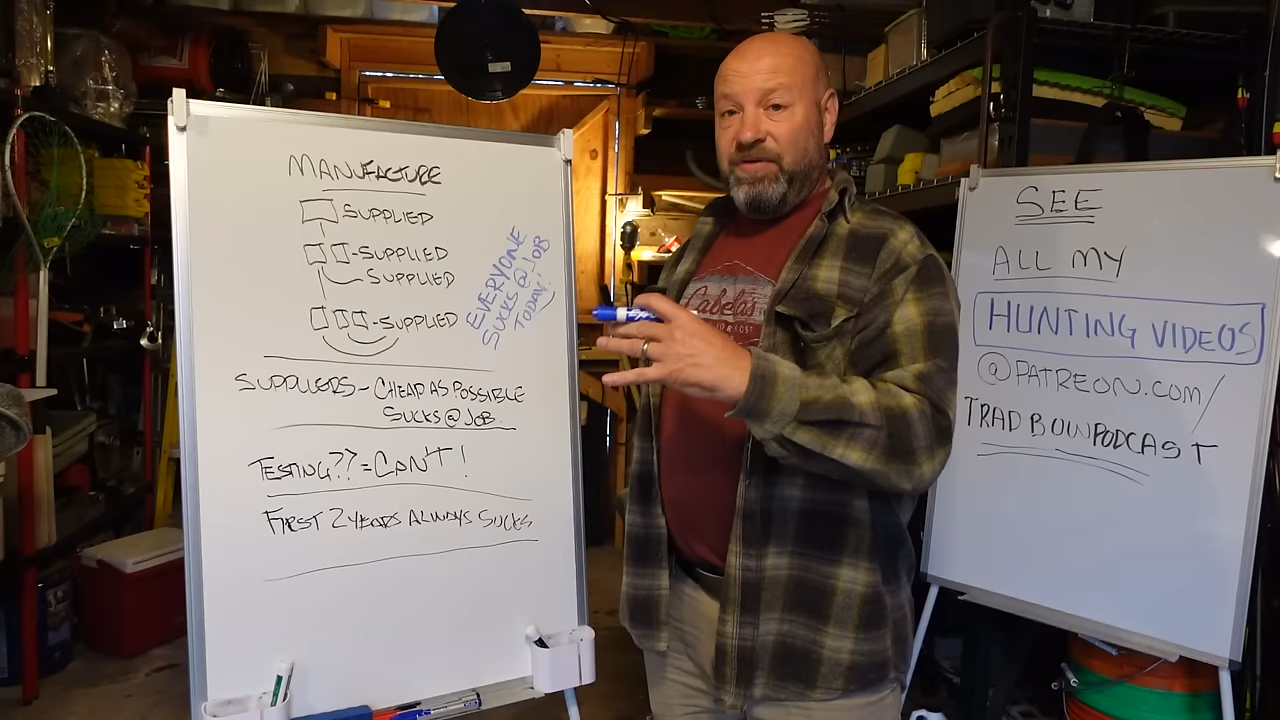 MANUFACTURE
SUPPLIED
-SUPPLIED
SUPPLIED
-SUPPLIED
EVERYONE
SUCKS @ JOB
TODAY!
SUPPLIERS - CHEAP AS POSSIBLE
SUCKS @ JOB.
TESTING?? = CAN'T!
FIRST 2 YEARS ALWAYS SUCKS
Cabela's
SEE
ALL MY
HUNTING VIDEOS
@PATREON.COM/
TRADBOWPODCAST